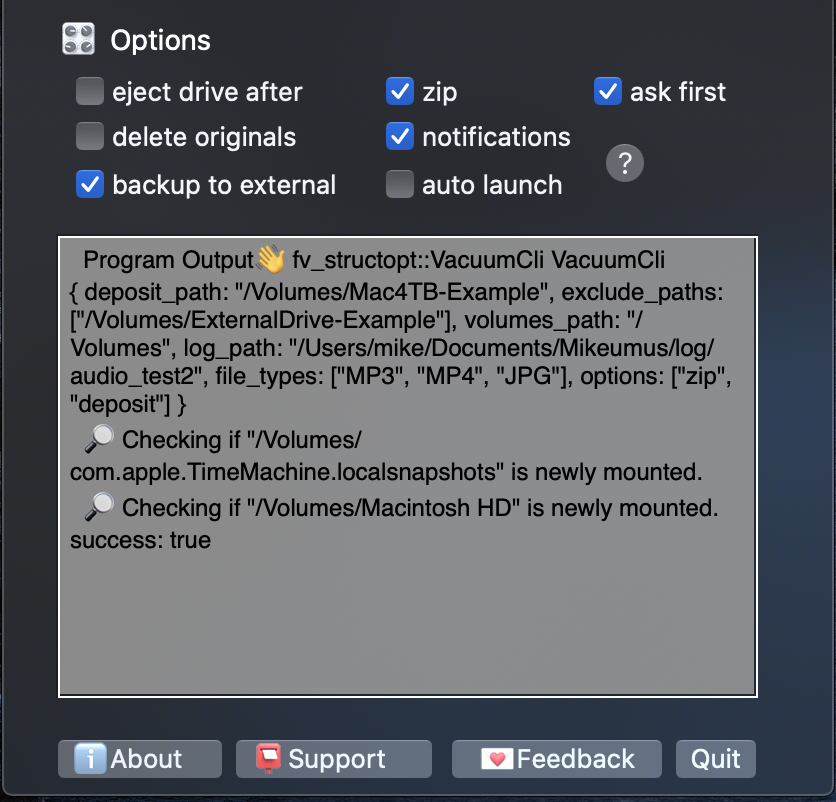 🎛️ Options
eject drive after
zip
ask first
delete originals
notifications
?
backup to external
auto launch
Program Output👋 fv_structopt::VacuumCli VacuumCli
{ deposit_path: "/Volumes/Mac4TB-Example", exclude_paths:
["/Volumes/ExternalDrive-Example"], volumes_path: "/
Volumes", log_path: "/Users/mike/Documents/Mikeumus/log/
audio_test2", file_types: ["MP3", "MP4", "JPG"], options: ["zip",
"deposit"] }
🔎 Checking if "/Volumes/
com.apple.TimeMachine.localsnapshots" is newly mounted.
🔎 Checking if "/Volumes/Macintosh HD" is newly mounted.
success: true
ℹ️ About
📮 Support
💌 Feedback
Quit